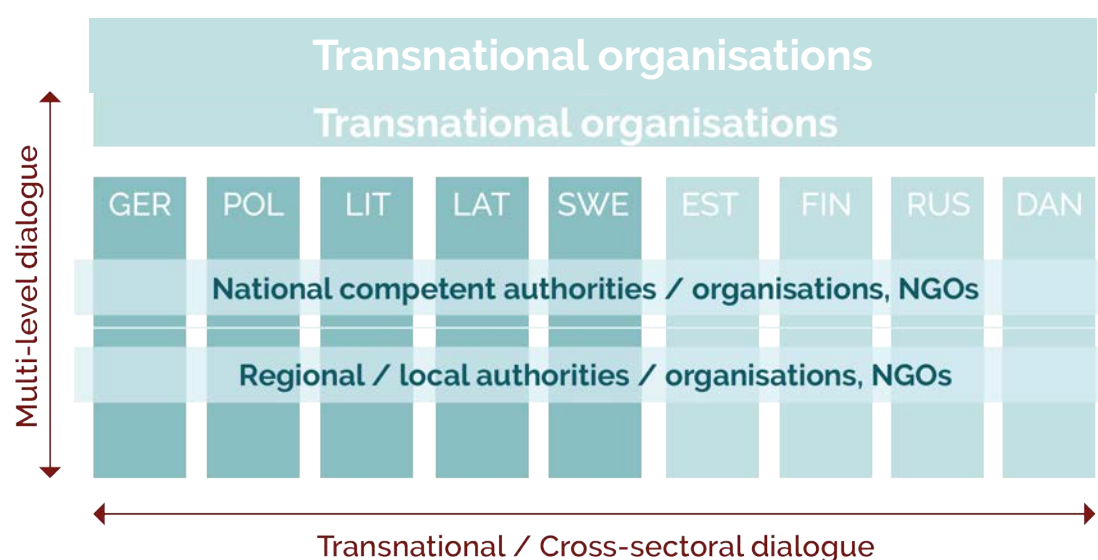 Transnational organisations
Transnational organisations
GER POL LIT LAT SWE EST FIN RUS DAN
National competent authorities / organisations, NGOs
Regional / local authorities / organisations, NGOs
Multi-level dialogue
Transnational / Cross-sectoral dialogue